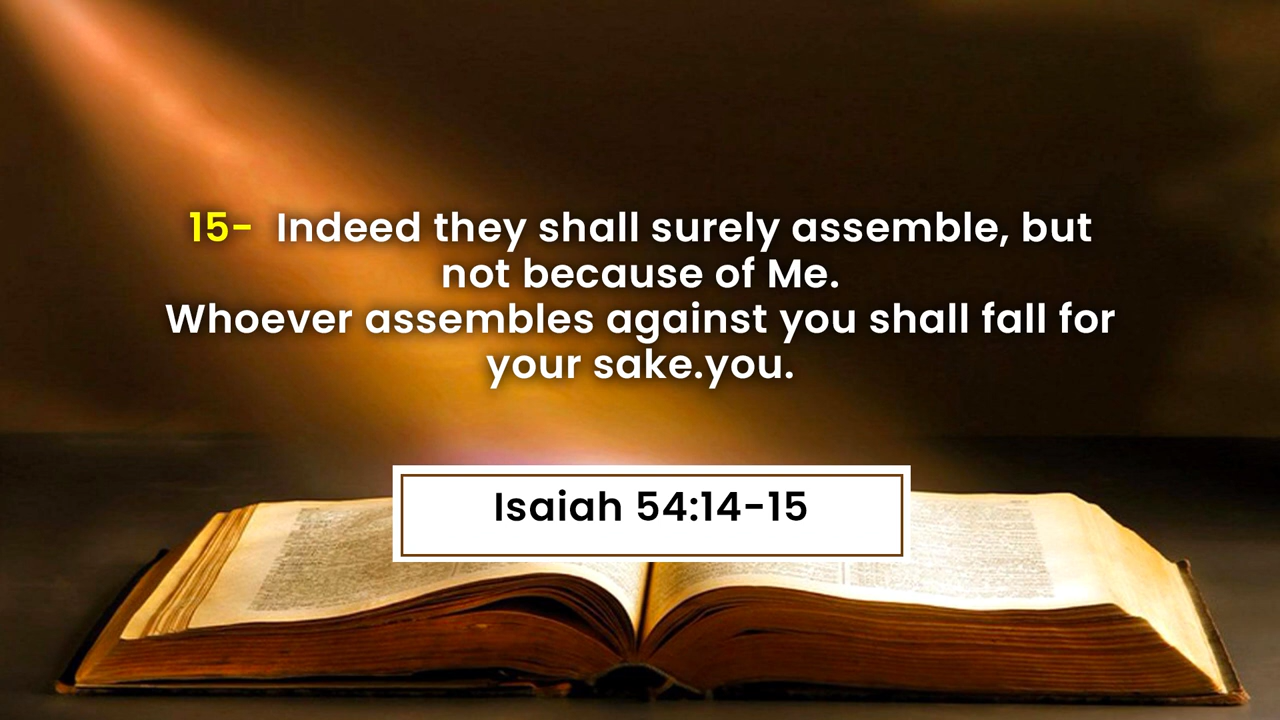 15- Indeed they shall surely assemble, but
not because of Me.
Whoever assembles against you shall fall for
your sake.you.
Isaiah 54:14-15